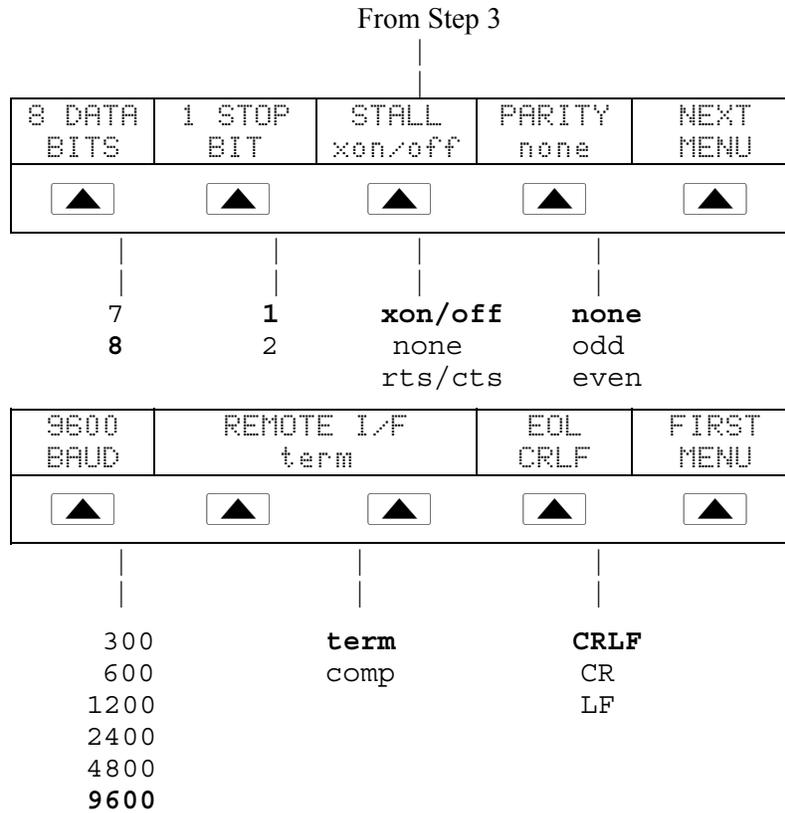 From Step 3
8 DATA 1 STOP STALL PARITY NEXT
BITS BIT xon/off none MENU
7 1 xon/off none
8 2 none odd
rts/cts even
9600 REMOTE I/F EOL FIRST
BAUD term CRLF MENU
300 term CRLF
600 comp CR
1200 LF
2400
4800
9600